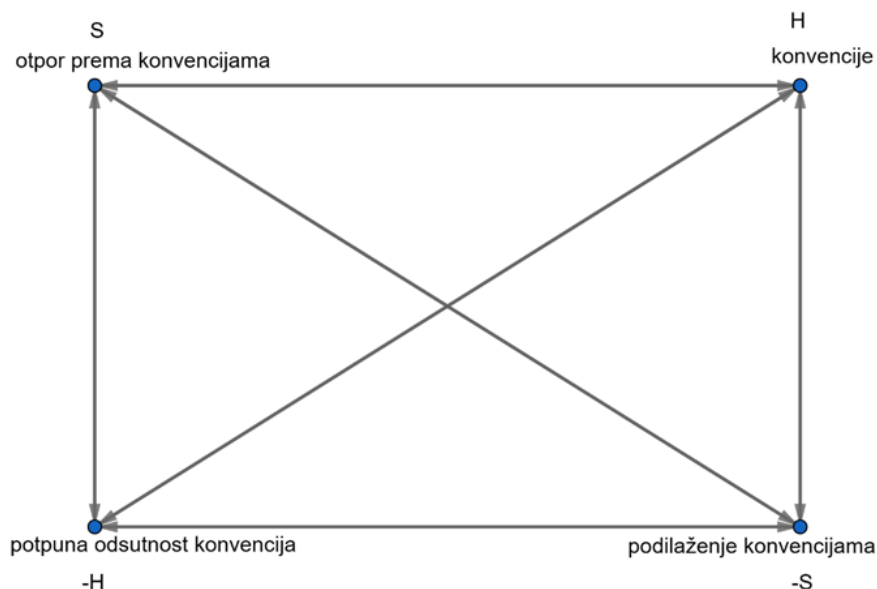 S
H
otpor prema konvencijama
konvencije
potpuna odsutnost konvencija
podilaženje konvencijama
-H
-S